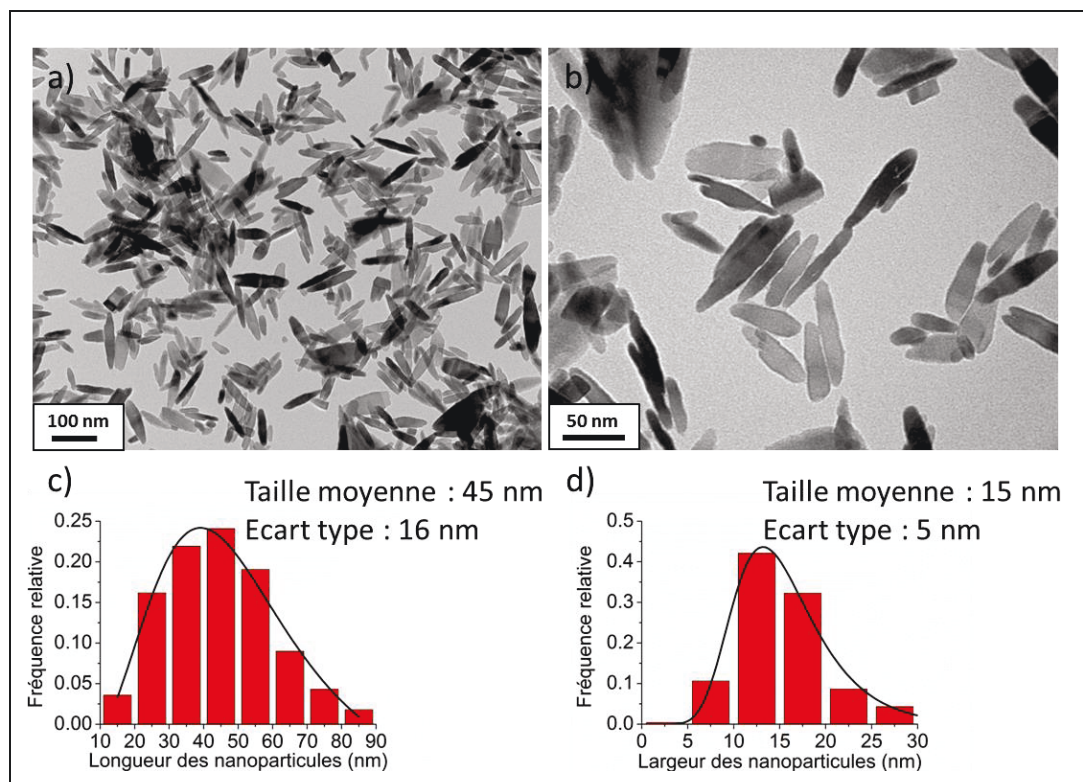 a)
b)
100 nm
50 nm
c)
Taille moyenne : 45 nm
Ecart type : 16 nm
Fréquence relative
0.25
0.20
0.15
0.10
0.05
0.00
10 20 30 40 50 60 70 80 90
Longueur des nanoparticules (nm)
d)
Taille moyenne : 15 nm
Ecart type : 5 nm
Fréquence relative
0.5
0.4
0.3
0.2
0.1
0.0
0 5 10 15 20 25 30
Largeur des nanoparticules (nm)